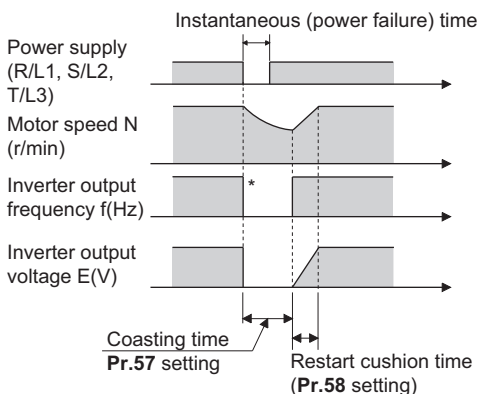 Instantaneous (power failure) time
Power supply
(R/L1, S/L2,
T/L3)
Motor speed N
(r/min)
Inverter output
frequency f(Hz)
*
Inverter output
voltage E(V)
Coasting time
Pr.57 setting
Restart cushion time
(Pr.58 setting)